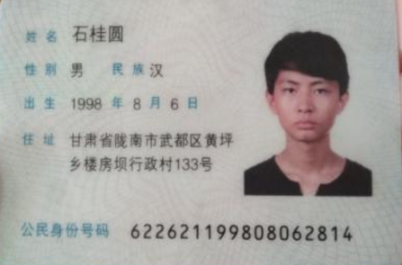 姓名 石桂圆
性别 男 民族 汉
出生 1998 年 8 月 6 日
住址 甘肃省陇南市武都区黄坪
乡楼房坝行政村133号
公民身份号码 622621199808062814